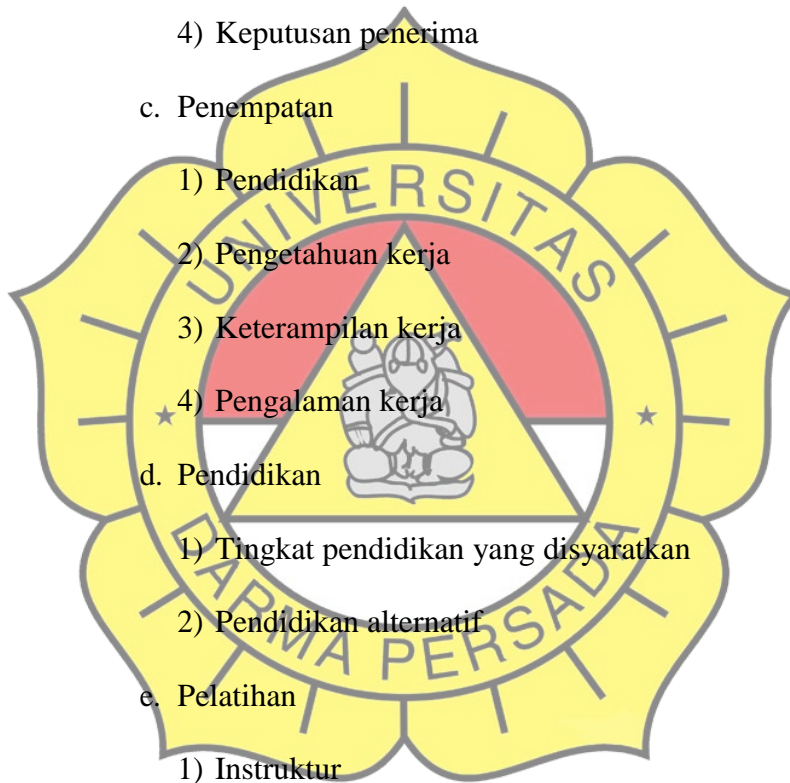 4) Keputusan penerima
c. Penempatan
1) Pendidikan
2) Pengetahuan kerja
3) Keterampilan kerja
4) Pengalaman kerja
d. Pendidikan
1) Tingkat pendidikan yang disyaratkan
2) Pendidikan alternatif
e. Pelatihan
1) Instruktur
UNIVERSITAS
DARMA PERSADA